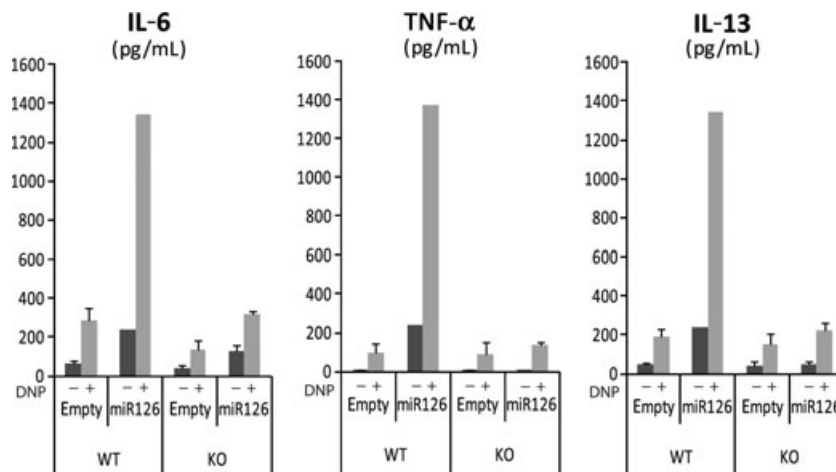 IL-6
(pg/mL)
1600
1400
1200
1000
800
600
400
200
0
DNP − + − + − + − +
Empty miR126 Empty miR126
WT KO
TNF-α
(pg/mL)
1600
1400
1200
1000
800
600
400
200
0
DNP − + − + − + − +
Empty miR126 Empty miR126
WT KO
IL-13
(pg/mL)
1600
1400
1200
1000
800
600
400
200
0
DNP − + − + − + − +
Empty miR126 Empty miR126
WT KO